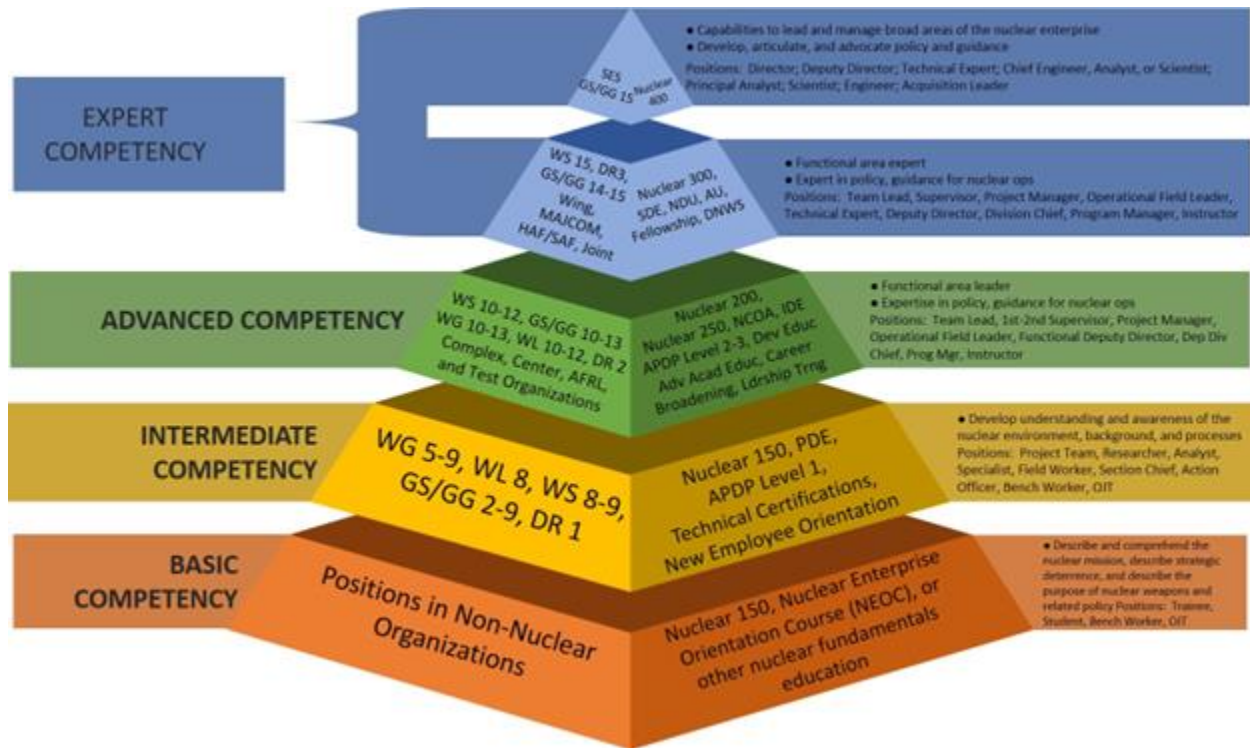 EXPERT
COMPETENCY
SES
GS/GG 15
Nuclear
400
● Capabilities to lead and manage broad areas of the nuclear enterprise
● Develop, articulate, and advocate policy and guidance
Positions: Director; Deputy Director; Technical Expert; Chief Engineer, Analyst, or Scientist;
Principal Analyst; Scientist; Engineer; Acquisition Leader
WS 15, DR3,
GS/GG 14-15
Wing,
MAJCOM,
HAF/SAF, Joint
Nuclear 300,
SDE, NDU, AU,
Fellowship, DNWS
● Functional area expert
● Expert in policy, guidance for nuclear ops
Positions: Team Lead, Supervisor, Project Manager, Operational Field Leader,
Technical Expert, Deputy Director, Division Chief, Program Manager, Instructor
ADVANCED COMPETENCY
WS 10-12, GS/GG 10-13
WG 10-13, WL 10-12, DR 2
Complex, Center, AFRL,
and Test Organizations
Nuclear 200,
Nuclear 250, NCOA, IDE
APDP Level 2-3, Dev Educ
Adv Acad Educ, Career
Broadening, Ldrship Trng
● Functional area leader
● Expertise in policy, guidance for nuclear ops
Positions: Team Lead, 1st-2nd Supervisor, Project Manager,
Operational Field Leader, Functional Deputy Director, Dep Div
Chief, Prog Mgr, Instructor
INTERMEDIATE
COMPETENCY
WG 5-9, WL 8, WS 8-9,
GS/GG 2-9, DR 1
Nuclear 150, PDE,
APDP Level 1,
Technical Certifications,
New Employee Orientation
● Develop understanding and awareness of the
nuclear environment, background, and processes
Positions: Project Team, Researcher, Analyst,
Specialist, Field Worker, Section Chief, Action
Officer, Bench Worker, OJT
BASIC
COMPETENCY
Positions in Non-Nuclear
Organizations
Nuclear 150, Nuclear Enterprise
Orientation Course (NEOC), or
other nuclear fundamentals
education
● Describe and comprehend the
nuclear mission, describe strategic
deterrence, and describe the
purpose of nuclear weapons and
related policy Positions: Trainee,
Student, Bench Worker, OJT